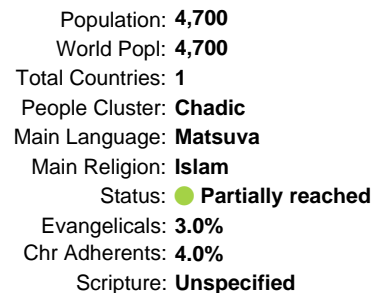 Population: 4,700
World Popl: 4,700
Total Countries: 1
People Cluster: Chadic
Main Language: Matsuva
Main Religion: Islam
Status: Partially reached
Evangelicals: 3.0%
Chr Adherents: 4.0%
Scripture: Unspecified